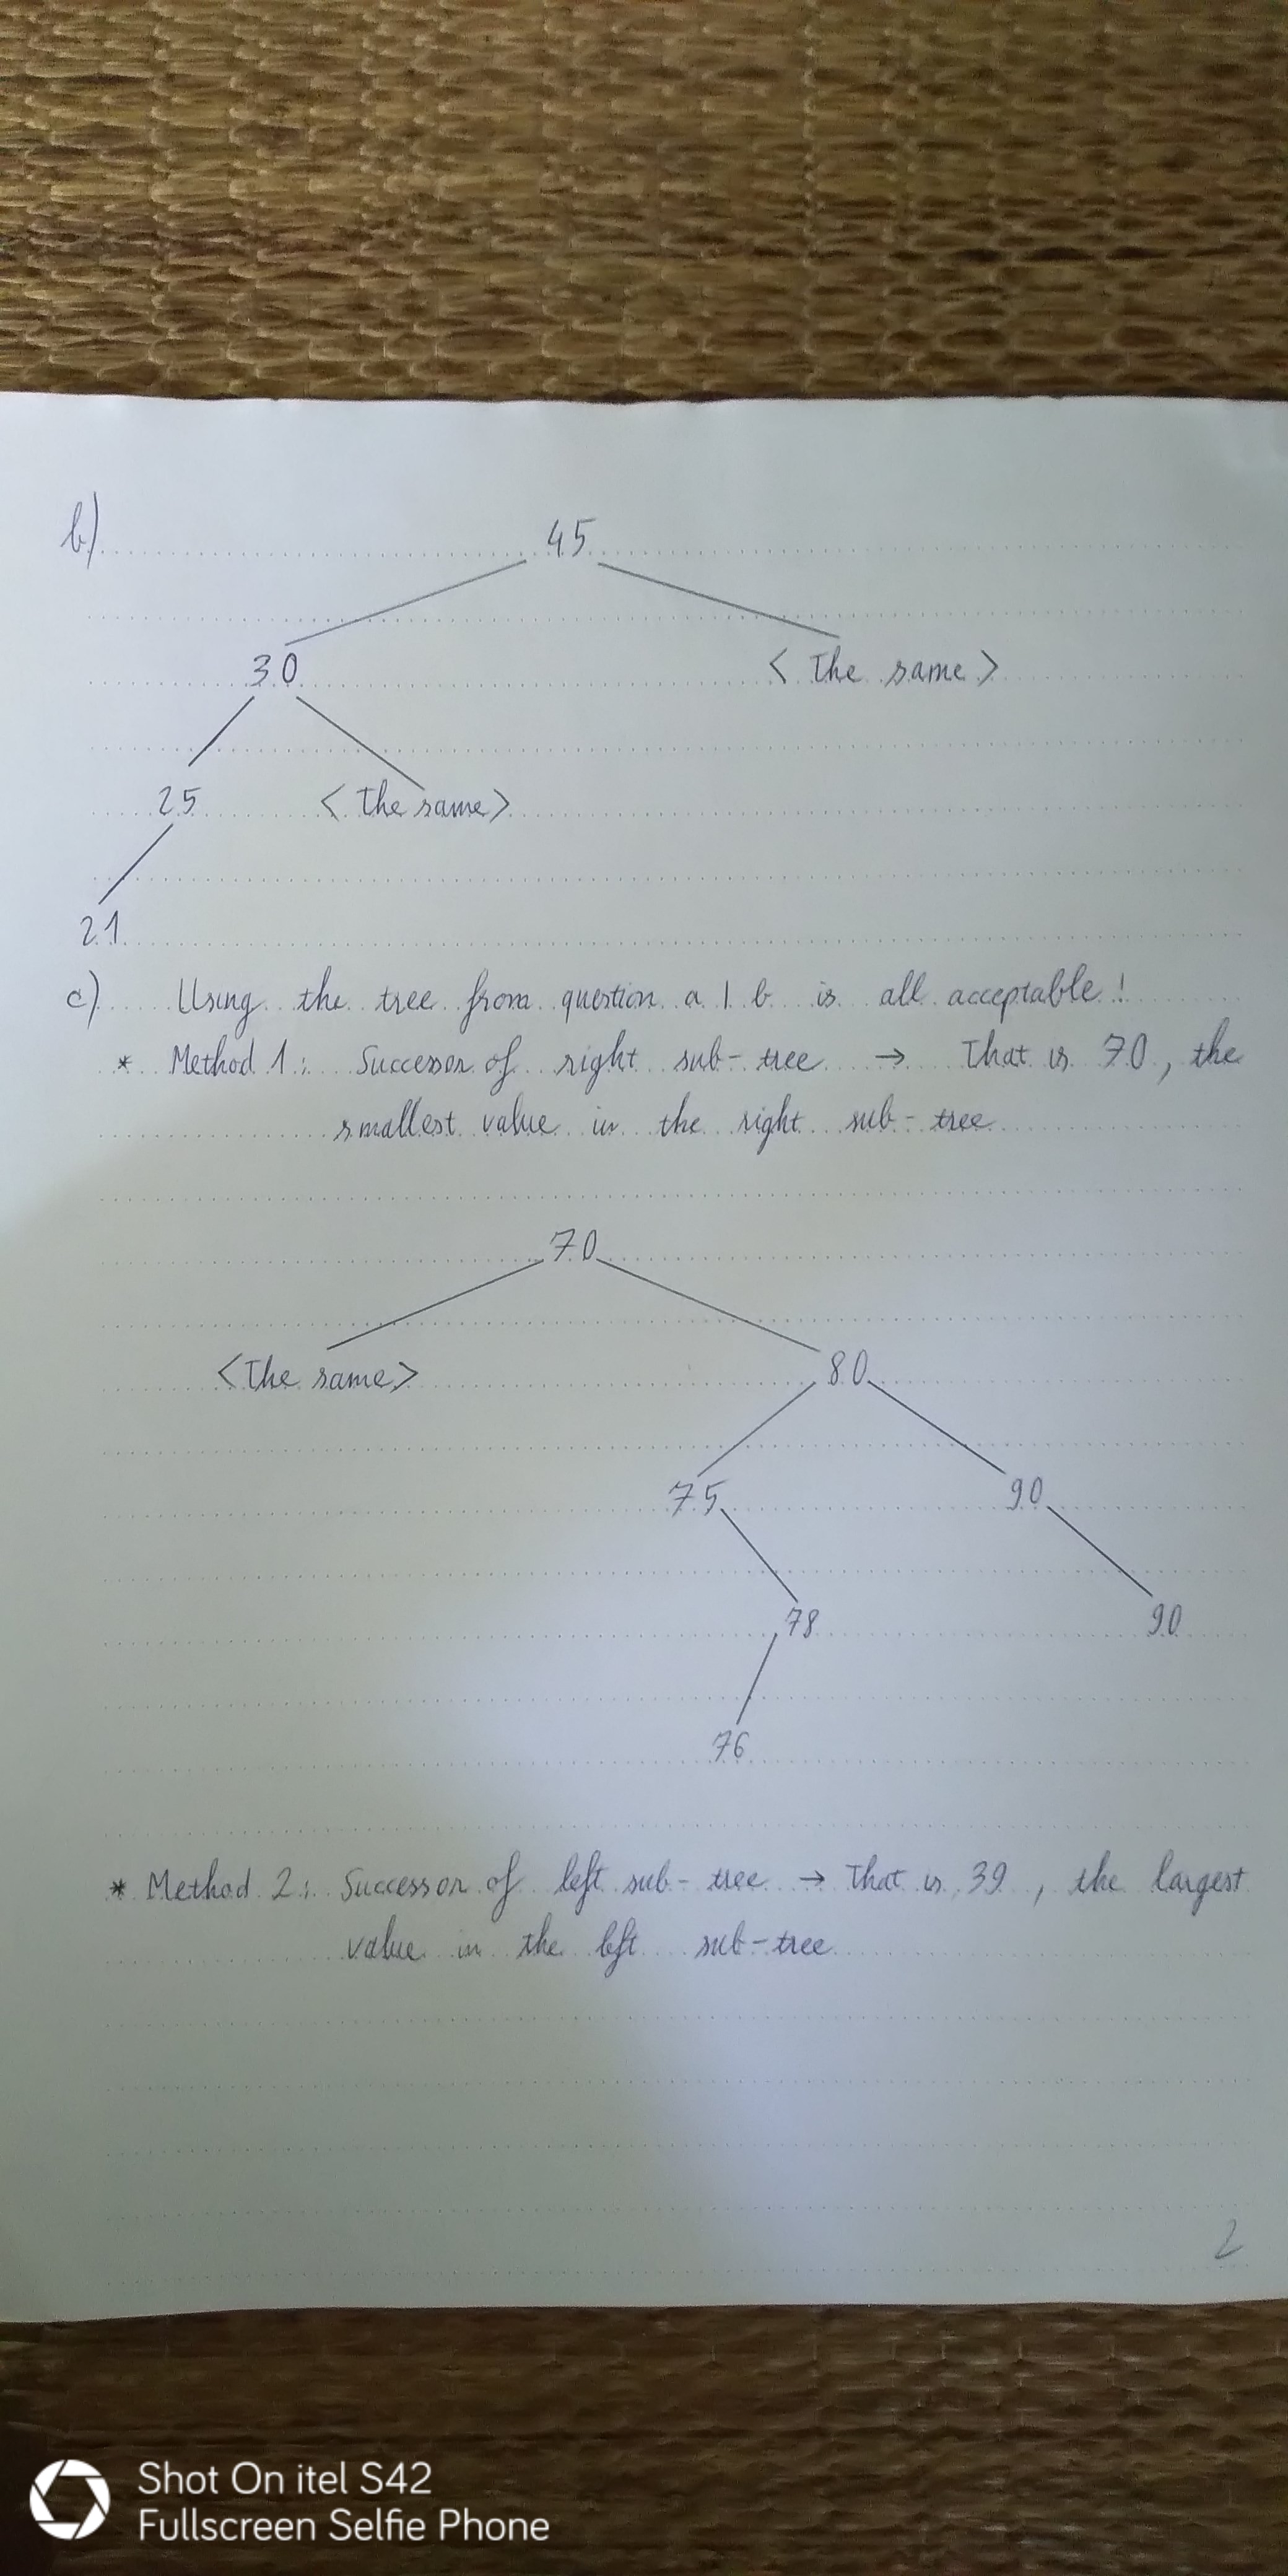 b) 45
30 < The same >
25 < The same >
21
c) Using the tree from question a | b is all acceptable !
* Method 1 : Successor of right sub-tree → That is 70 , the
smallest value in the right sub-tree
70
< The same > 80
75 90
78 90
76
* Method 2 : Successor of left sub-tree → That is 39 , the largest
value in the left sub-tree
2
Shot On itel S42
Fullscreen Selfie Phone